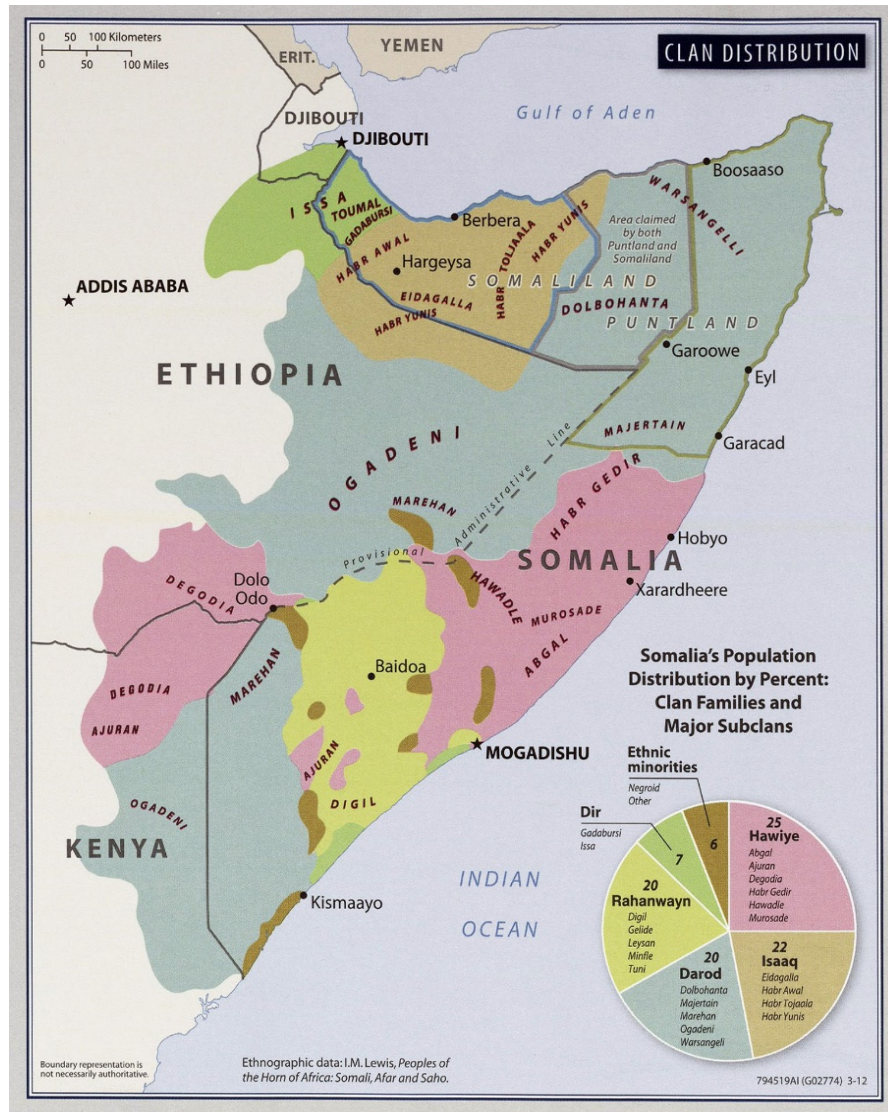 0 50 100 Kilometers
0 50 100 Miles
CLAN DISTRIBUTION
ERIT.
YEMEN
Gulf of Aden
DJIBOUTI
DJIBOUTI
Boosaaso
ISSA
TOUMAL
GADABURSI
Berbera
WARSANGELLI
HABR AWAL
HABR TOLJAALA
HABR YUNIS
Area claimed
by both
Puntland and
Somaliland
Hargeysa
SOMALILAND
ADDIS ABABA
EIDAGALLA
HABR YUNIS
DOLBOHANTA
PUNTLAND
Garoowe
ETHIOPIA
Eyl
MAJERTAIN
Garacad
OGADENI
HABR GEDIR
MAREHAN
Provisional Administrative Line
Hobyo
SOMALIA
Xarardheere
DEGODIA
Dolo
Odo
HAWADLE
MUROSADE
ABGAL
MAREHAN
Baidoa
DEGODIA
AJURAN
AJURAN
MOGADISHU
DIGIL
OGADENI
KENYA
Kismaayo
INDIAN
OCEAN
Somalia's Population
Distribution by Percent:
Clan Families and
Major Subclans
Ethnic
minorities
Negroid
Other
6
Dir
Gadabursi
Issa
7
25
Hawiye
Abgal
Ajuran
Degodia
Habr Gedir
Hawadle
Murosade
20
Rahanwayn
Digil
Gelide
Leysan
Minfle
Tuni
20
Darod
Dolbohanta
Majertain
Marehan
Ogadeni
Warsangeli
22
Isaaq
Eidagalla
Habr Awal
Habr Tojaala
Habr Yunis
Boundary representation is
not necessarily authoritative.
Ethnographic data: I.M. Lewis, Peoples of
the Horn of Africa: Somali, Afar and Saho.
794519AI (G02774) 3-12